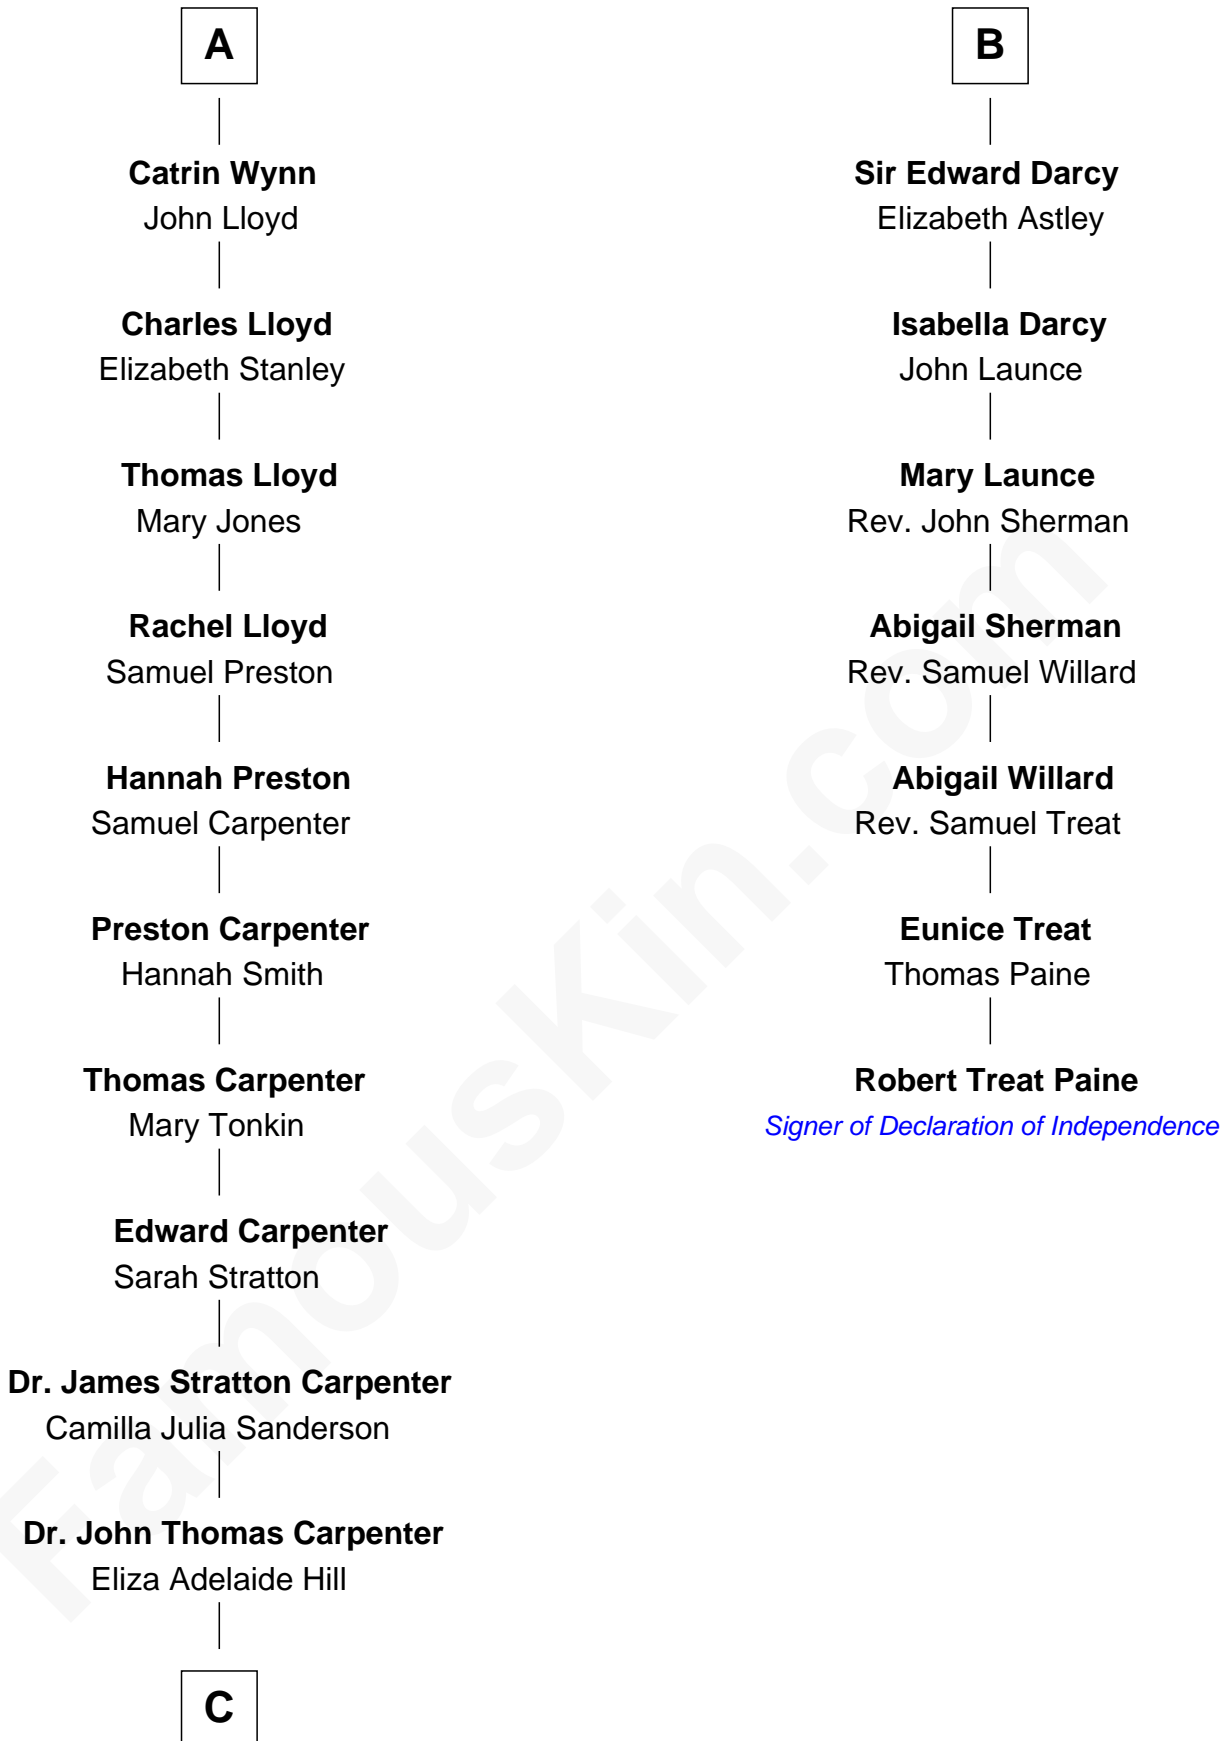 A
Catrin Wynn
John Lloyd
Charles Lloyd
Elizabeth Stanley
Thomas Lloyd
Mary Jones
Rachel Lloyd
Samuel Preston
Hannah Preston
Samuel Carpenter
Preston Carpenter
Hannah Smith
Thomas Carpenter
Mary Tonkin
Edward Carpenter
Sarah Stratton
Dr. James Stratton Carpenter
Camilla Julia Sanderson
Dr. John Thomas Carpenter
Eliza Adelaide Hill
C
B
Sir Edward Darcy
Elizabeth Astley
Isabella Darcy
John Launce
Mary Launce
Rev. John Sherman
Abigail Sherman
Rev. Samuel Willard
Abigail Willard
Rev. Samuel Treat
Eunice Treat
Thomas Paine
Robert Treat Paine
Signer of Declaration of Independence
FamousKin.com